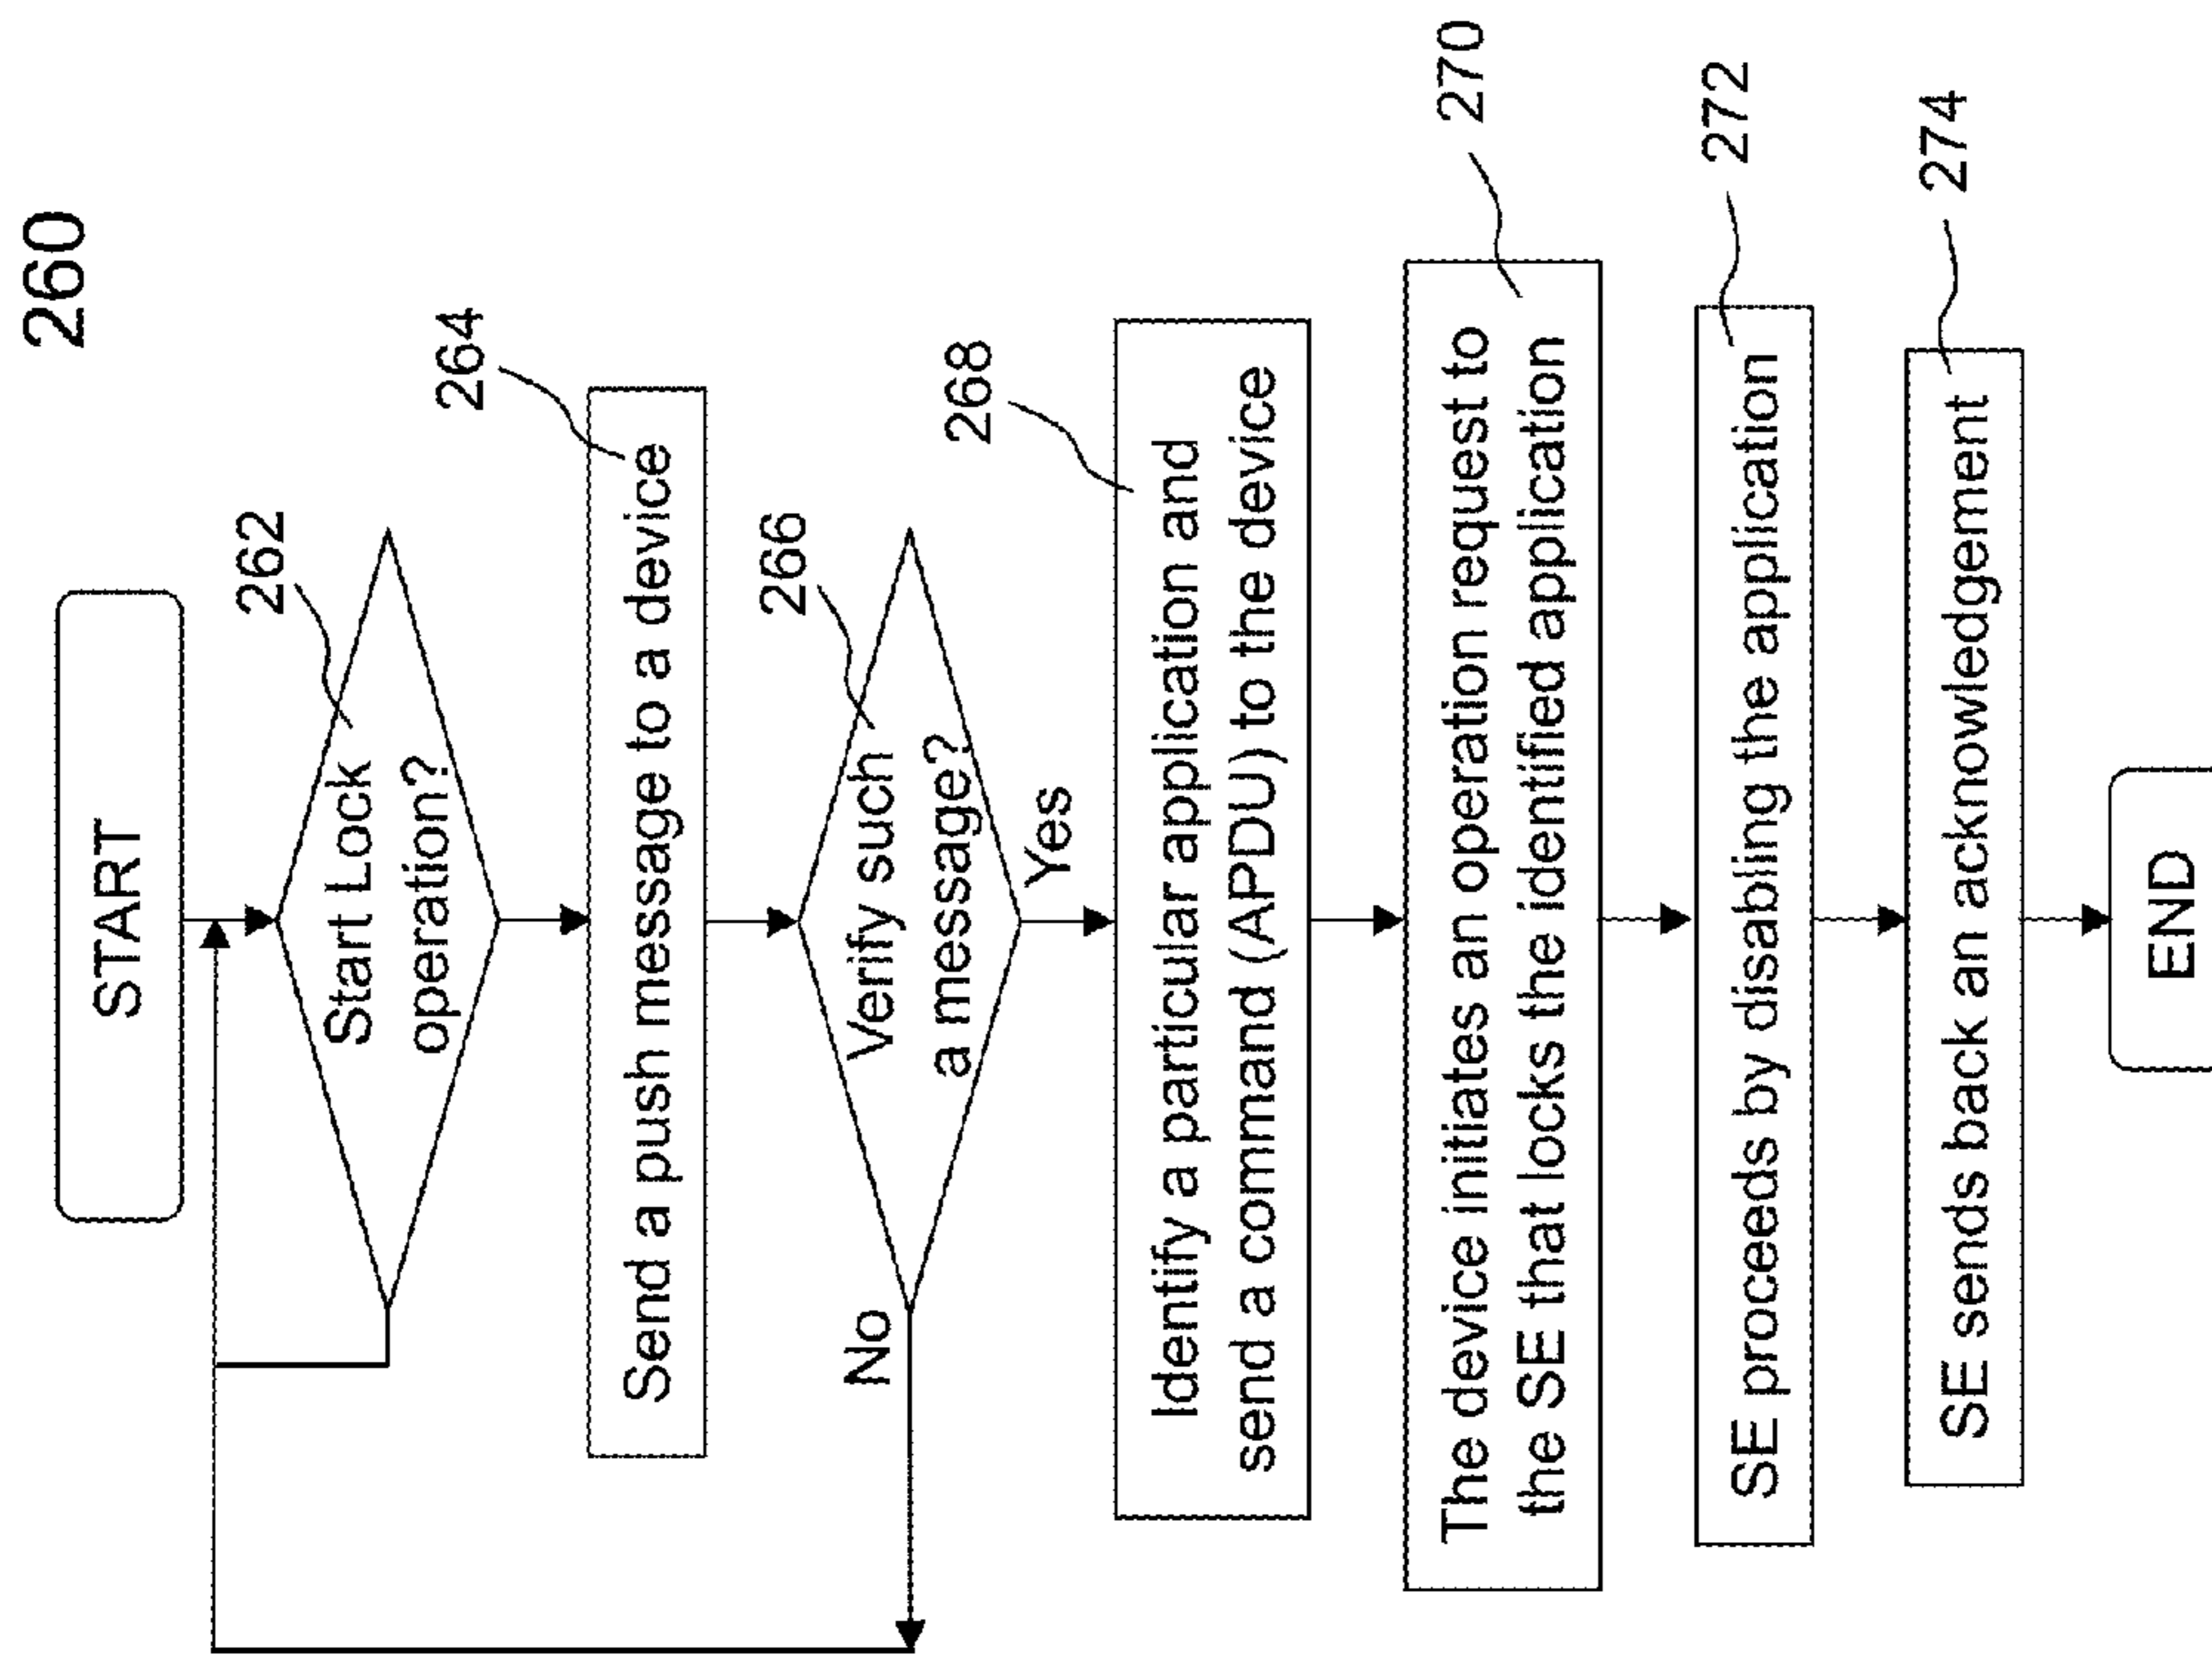 260
START
262
Start Lock
operation?
264
Send a push message to a device
266
Verify such
a message?
No
Yes
268
Identify a particular application and
send a command (APDU) to the device
270
The device initiates an operation request to
the SE that locks the identified application
272
SE proceeds by disabling the application
274
SE sends back an acknowledgement
END